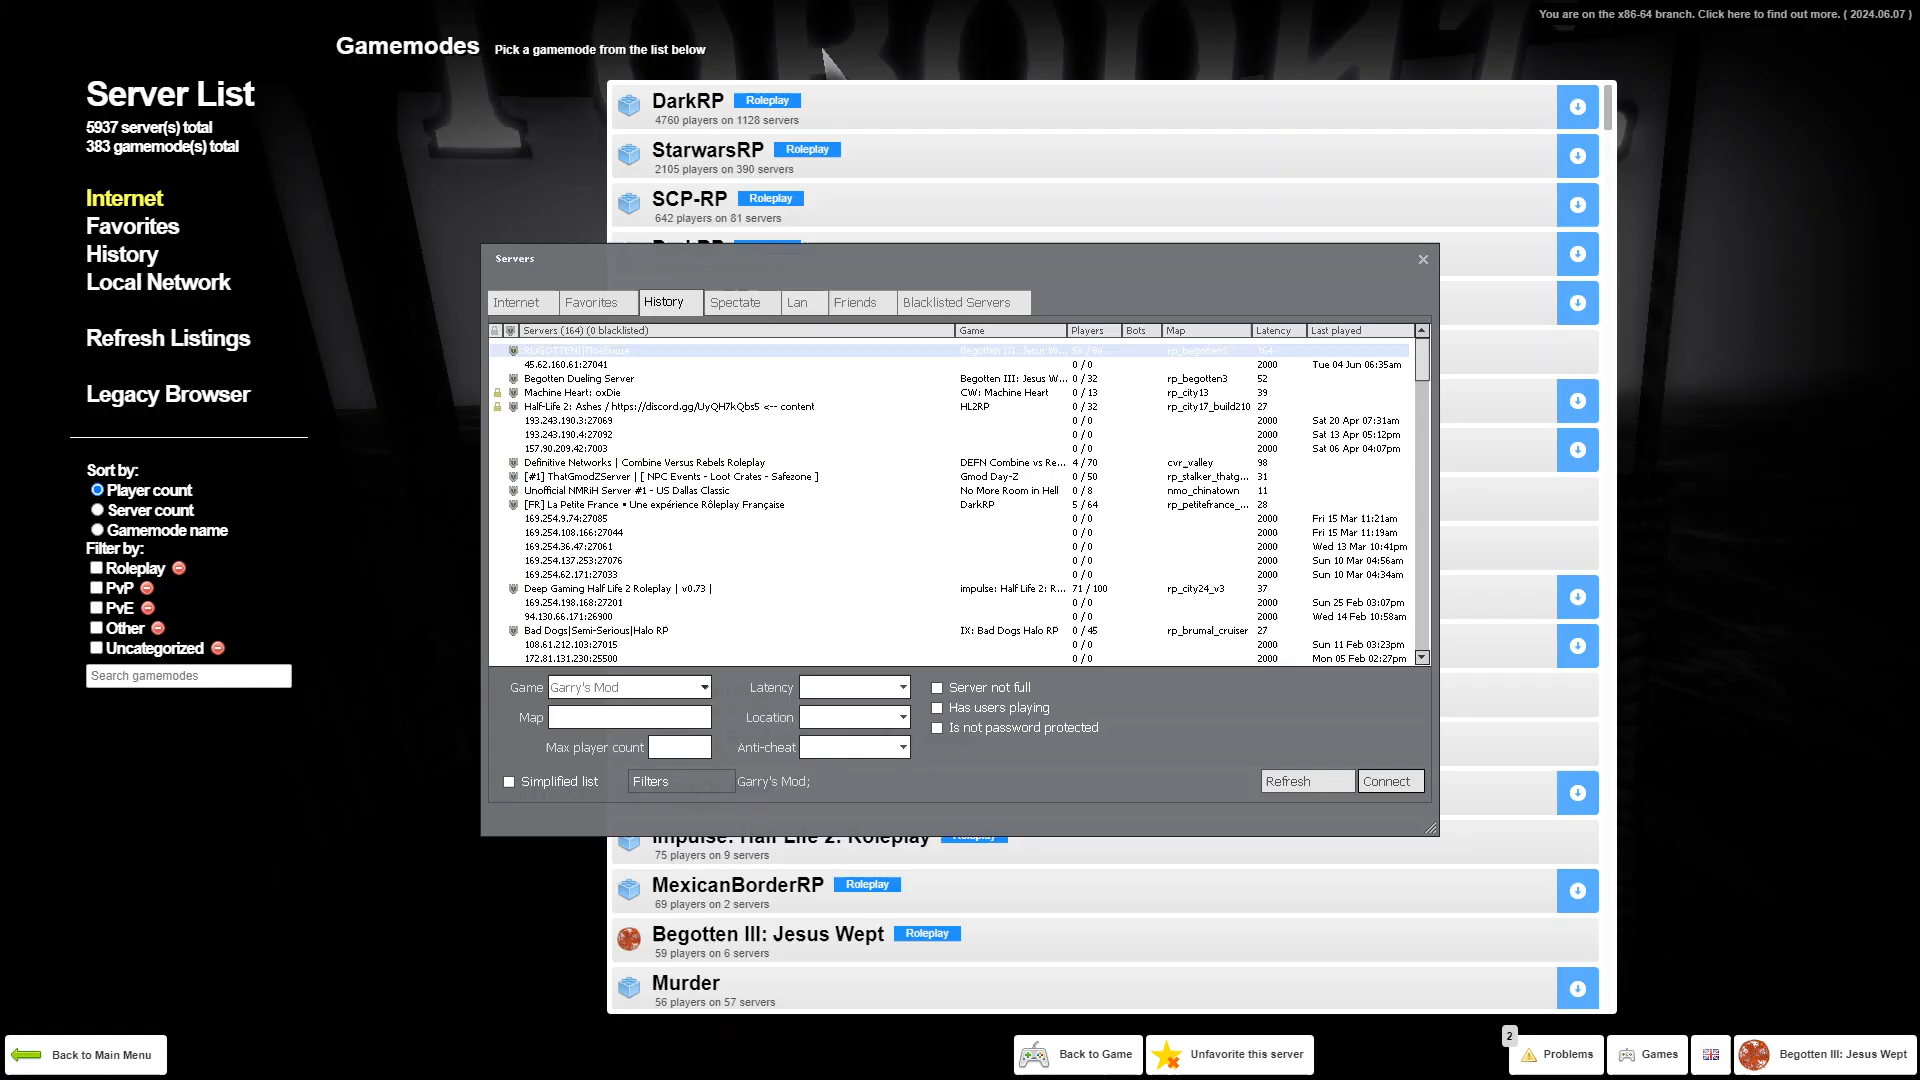 You are on the x86-64 branch. Click here to find out more. ( 2024.06.07 )
Gamemodes Pick a gamemode from the list below
Server List
5937 server(s) total
383 gamemode(s) total
Internet
Favorites
History
Local Network
Refresh Listings
Legacy Browser
Sort by:
Player count
Server count
Gamemode name
Filter by:
Roleplay
PvP
PvE
Other
Uncategorized
Search gamemodes
DarkRP Roleplay
4760 players on 1128 servers
StarwarsRP Roleplay
2105 players on 390 servers
SCP-RP Roleplay
642 players on 81 servers
Servers
Internet Favorites History Spectate Lan Friends Blacklisted Servers
Servers (164) (0 blacklisted) Game Players Bots Map Latency Last played
Begotten III: Jesus W... rp_begotten3 164
45.62.160.61:27041 0 / 0 2000 Tue 04 Jun 06:35am
Begotten Dueling Server Begotten III: Jesus W... 0 / 32 rp_begotten3 52
Machine Heart: oxDie CW: Machine Heart 0 / 13 rp_city13 39
Half-Life 2: Ashes / https://discord.gg/UyQH7kQbs5 <-- content HL2RP 0 / 32 rp_city17_build210 27
193.243.190.3:27069 0 / 0 2000 Sat 20 Apr 07:31am
193.243.190.4:27092 0 / 0 2000 Sat 13 Apr 05:12pm
157.90.209.42:7003 0 / 0 2000 Sat 06 Apr 04:07pm
Definitive Networks | Combine Versus Rebels Roleplay DEFN Combine vs Re... 4 / 70 cvr_valley 98
[#1] ThatGmodZServer | [ NPC Events - Loot Crates - Safezone ] Gmod Day-Z 0 / 50 rp_stalker_thatg... 31
Unofficial NMRiH Server #1 - US Dallas Classic No More Room in Hell 0 / 8 nmo_chinatown 11
[FR] La Petite France • Une expérience Rôleplay Française DarkRP 5 / 64 rp_petitefrance_... 28
169.254.9.74:27085 0 / 0 2000 Fri 15 Mar 11:21am
169.254.108.166:27044 0 / 0 2000 Fri 15 Mar 11:19am
169.254.36.47:27061 0 / 0 2000 Wed 13 Mar 10:41pm
169.254.137.253:27076 0 / 0 2000 Sun 10 Mar 04:56am
169.254.62.171:27033 0 / 0 2000 Sun 10 Mar 04:34am
Deep Gaming Half Life 2 Roleplay | v0.73 | impulse: Half Life 2: R... 71 / 100 rp_city24_v3 37
169.254.198.168:27201 0 / 0 2000 Sun 25 Feb 03:07pm
94.130.66.171:26900 0 / 0 2000 Wed 14 Feb 10:58am
Bad Dogs|Semi-Serious|Halo RP IX: Bad Dogs Halo RP 0 / 45 rp_brumal_cruiser 27
108.61.212.103:27015 0 / 0 2000 Sun 11 Feb 03:23pm
172.81.131.230:25500 0 / 0 2000 Mon 05 Feb 02:27pm
Game Garry's Mod Latency Server not full
Map Location Has users playing
Is not password protected
Max player count Anti-cheat
Simplified list Filters Garry's Mod; Refresh Connect
Impulse: Half Life 2: Roleplay Roleplay
75 players on 9 servers
MexicanBorderRP Roleplay
69 players on 2 servers
Begotten III: Jesus Wept Roleplay
59 players on 6 servers
Murder
56 players on 57 servers
Back to Main Menu
Back to Game
Unfavorite this server
2
Problems
Games
Begotten III: Jesus Wept